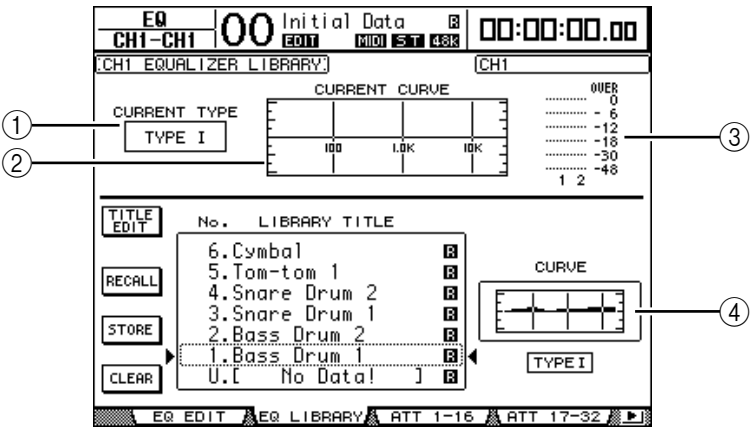 EQ
CH1-CH1
00 Initial Data R
EDIT MIDI ST 48K
00:00:00.00
CH1 EQUALIZER LIBRARY
CH1
CURRENT CURVE
CURRENT TYPE
TYPE I
100 1.0K 10K
OVER
0
- 6
-12
-18
-30
-48
1 2
1
2
3
TITLE EDIT
RECALL
STORE
CLEAR
No. LIBRARY TITLE
6.Cymbal R
5.Tom-tom 1 R
4.Snare Drum 2 R
3.Snare Drum 1 R
2.Bass Drum 2 R
1.Bass Drum 1 R
U.[ No Data! ] R
CURVE
TYPE I
4
EQ EDIT EQ LIBRARY ATT 1-16 ATT 17-32